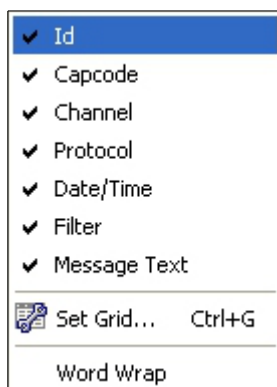 Id
Capcode
Channel
Protocol
Date/Time
Filter
Message Text
Set Grid... Ctrl+G
Word Wrap